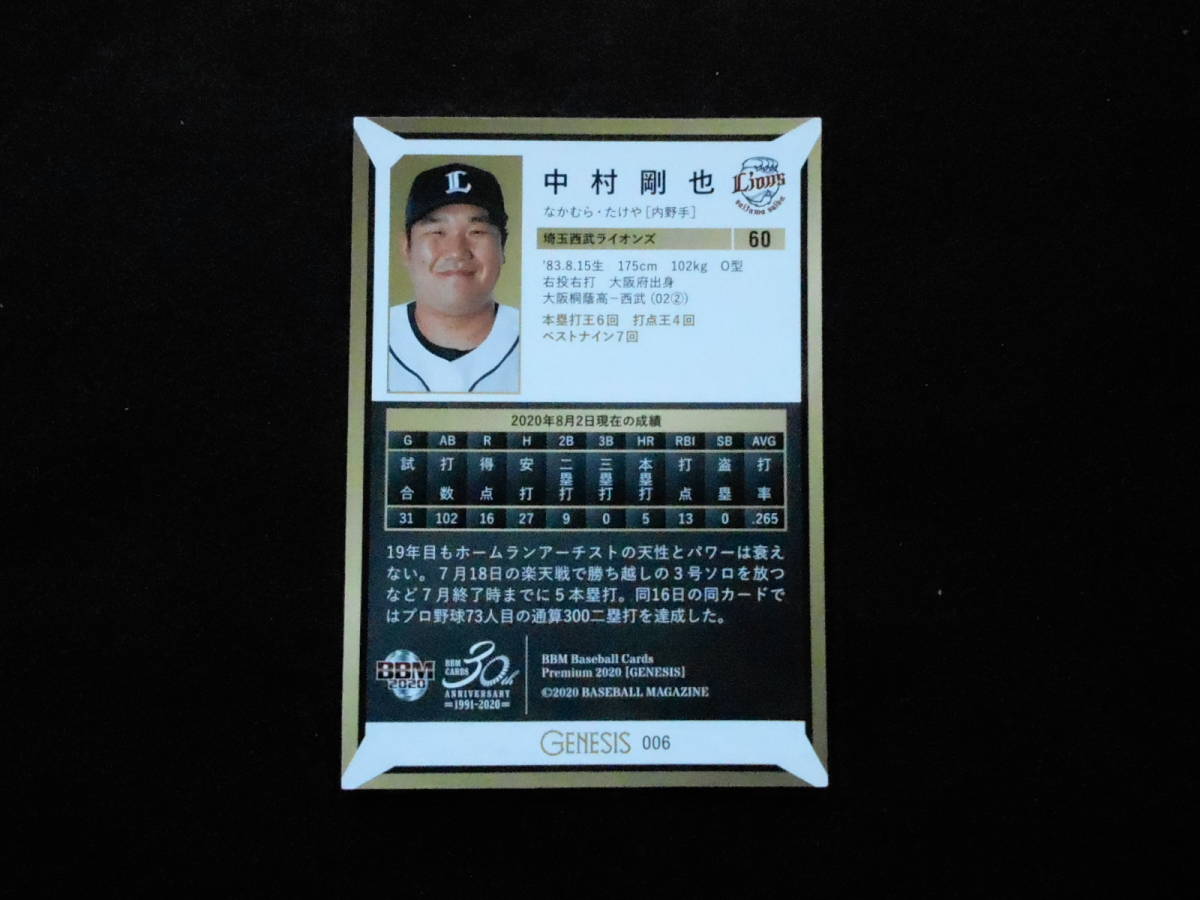 中村剛也
Lions
saitama seibu
なかむら・たけや[内野手]
埼玉西武ライオンズ 60
'83.8.15生 175cm 102kg O型
右投右打 大阪府出身
大阪桐蔭高−西武(02②)
本塁打王6回 打点王4回
ベストナイン7回
2020年8月2日現在の成績
G AB R H 2B 3B HR RBI SB AVG
試合 打数 得点 安打 二塁打 三塁打 本塁打 打点 盗塁 打率
31 102 16 27 9 0 5 13 0 .265
19年目もホームランアーチストの天性とパワーは衰え
ない。7月18日の楽天戦で勝ち越しの3号ソロを放つ
など7月終了時までに5本塁打。同16日の同カードで
はプロ野球73人目の通算300二塁打を達成した。
BBM
2020
BBM CARDS 30th
ANNIVERSARY
=1991-2020=
BBM Baseball Cards
Premium 2020 [GENESIS]
©2020 BASEBALL MAGAZINE
GENESIS 006